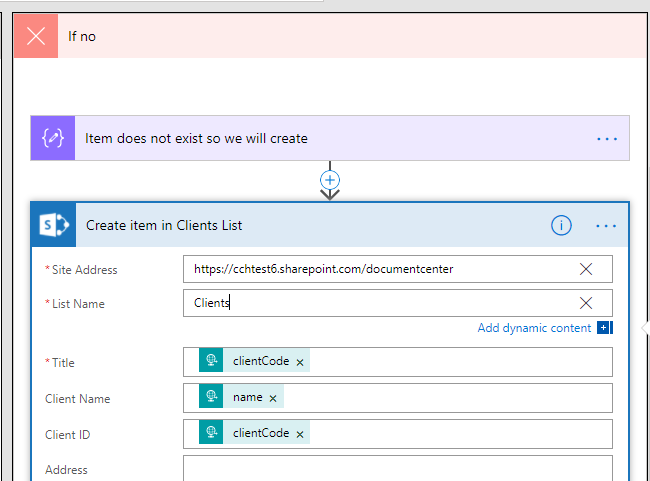 If no
Item does not exist so we will create
Create item in Clients List
* Site Address https://cchtest6.sharepoint.com/documentcenter
* List Name Clients
Add dynamic content
* Title clientCode
Client Name name
Client ID clientCode
Address